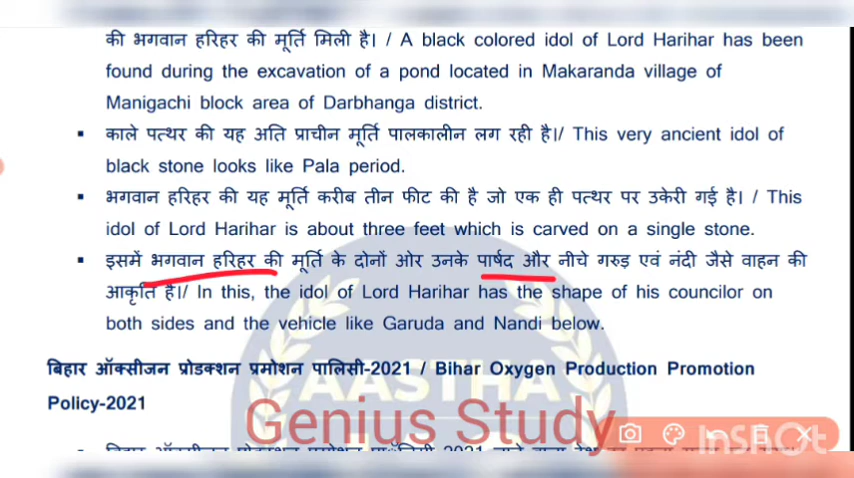 की भगवान हरिहर की मूर्ति मिली है। / A black colored idol of Lord Harihar has been
found during the excavation of a pond located in Makaranda village of
Manigachi block area of Darbhanga district.
▪ काले पत्थर की यह अति प्राचीन मूर्ति पालकालीन लग रही है।/ This very ancient idol of
black stone looks like Pala period.
▪ भगवान हरिहर की यह मूर्ति करीब तीन फीट की है जो एक ही पत्थर पर उकेरी गई है। / This
idol of Lord Harihar is about three feet which is carved on a single stone.
▪ इसमें भगवान हरिहर की मूर्ति के दोनों ओर उनके पार्षद और नीचे गरुड़ एवं नंदी जैसे वाहन की
आकृति है।/ In this, the idol of Lord Harihar has the shape of his councilor on
both sides and the vehicle like Garuda and Nandi below.
बिहार ऑक्सीजन प्रोडक्शन प्रमोशन पालिसी-2021 / Bihar Oxygen Production Promotion
Policy-2021
AASTHA
Genius Study
InShOt